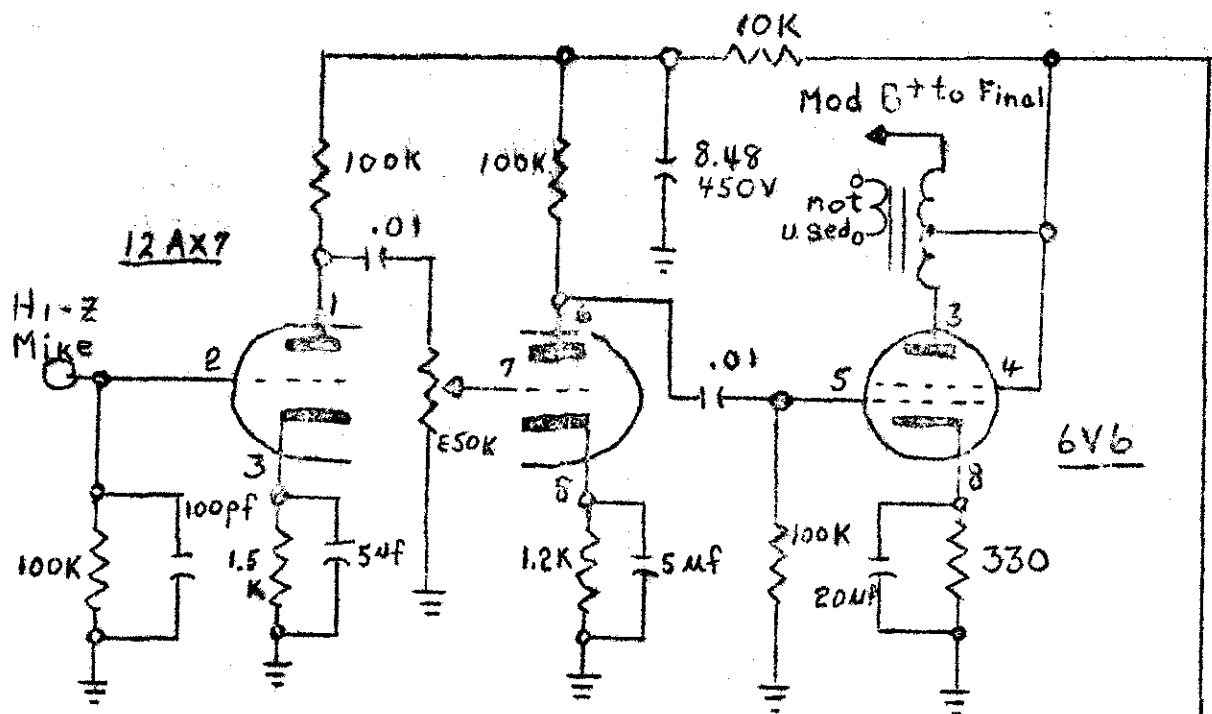 10K
Mod B+ to Final
100K
100K
8.48
450V
not
used
12AX7
.01
Hi-Z
Mike
1
6
3
2
7
.01
5
4
250K
6V6
3
8
8
100pf
100K
1.5
K
5uf
1.2K
5uf
100K
20uf
330